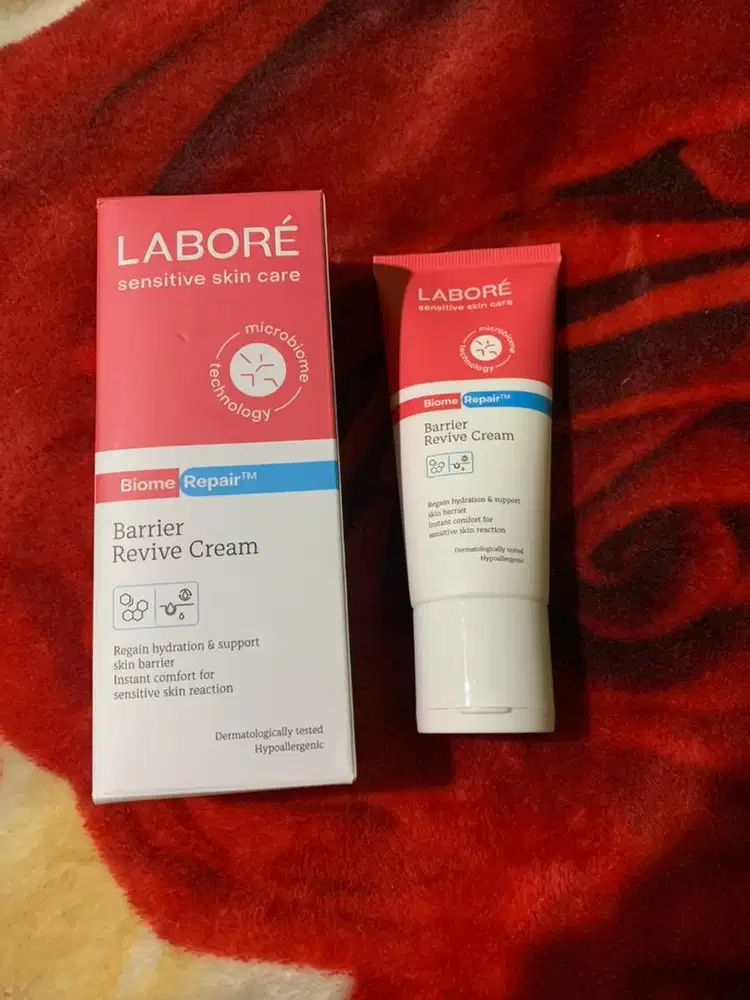 LABORÉ
sensitive skin care
microbiome
technology
Biome Repair™
Barrier
Revive Cream
Regain hydration & support
skin barrier
Instant comfort for
sensitive skin reaction
Dermatologically tested
Hypoallergenic
LABORÉ
sensitive skin care
microbiome
technology
Biome Repair™
Barrier
Revive Cream
Regain hydration & support
skin barrier
Instant comfort for
sensitive skin reaction
Dermatologically tested
Hypoallergenic